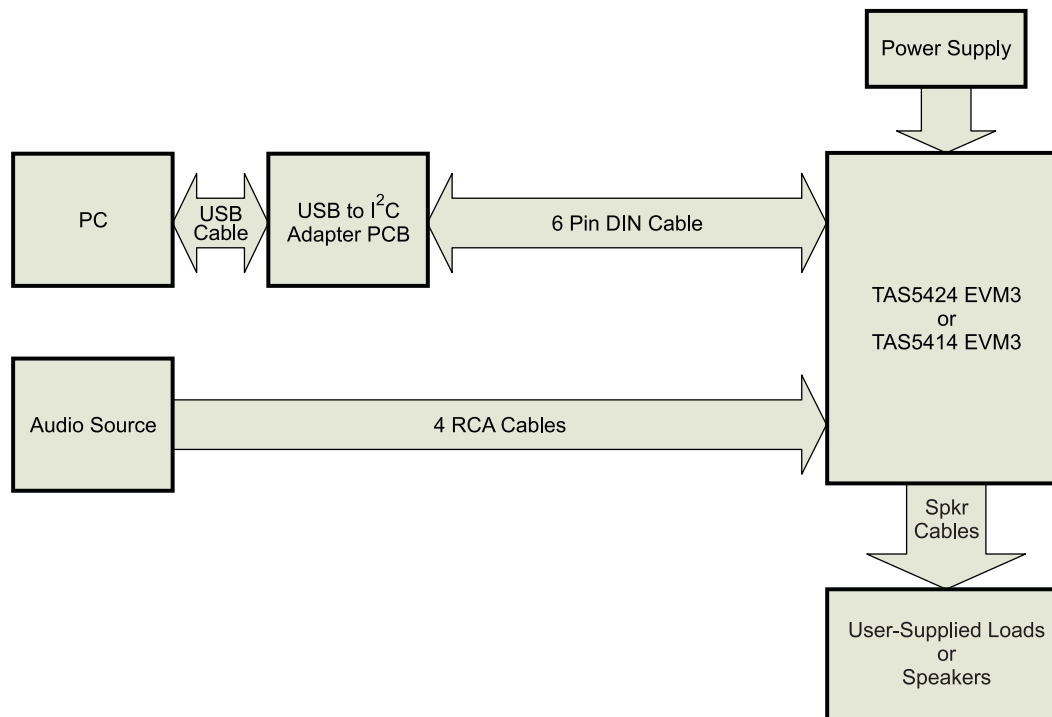 Power Supply
PC
USB
Cable
USB to I²C
Adapter PCB
6 Pin DIN Cable
TAS5424 EVM3
or
TAS5414 EVM3
Audio Source
4 RCA Cables
Spkr
Cables
User-Supplied Loads
or
Speakers